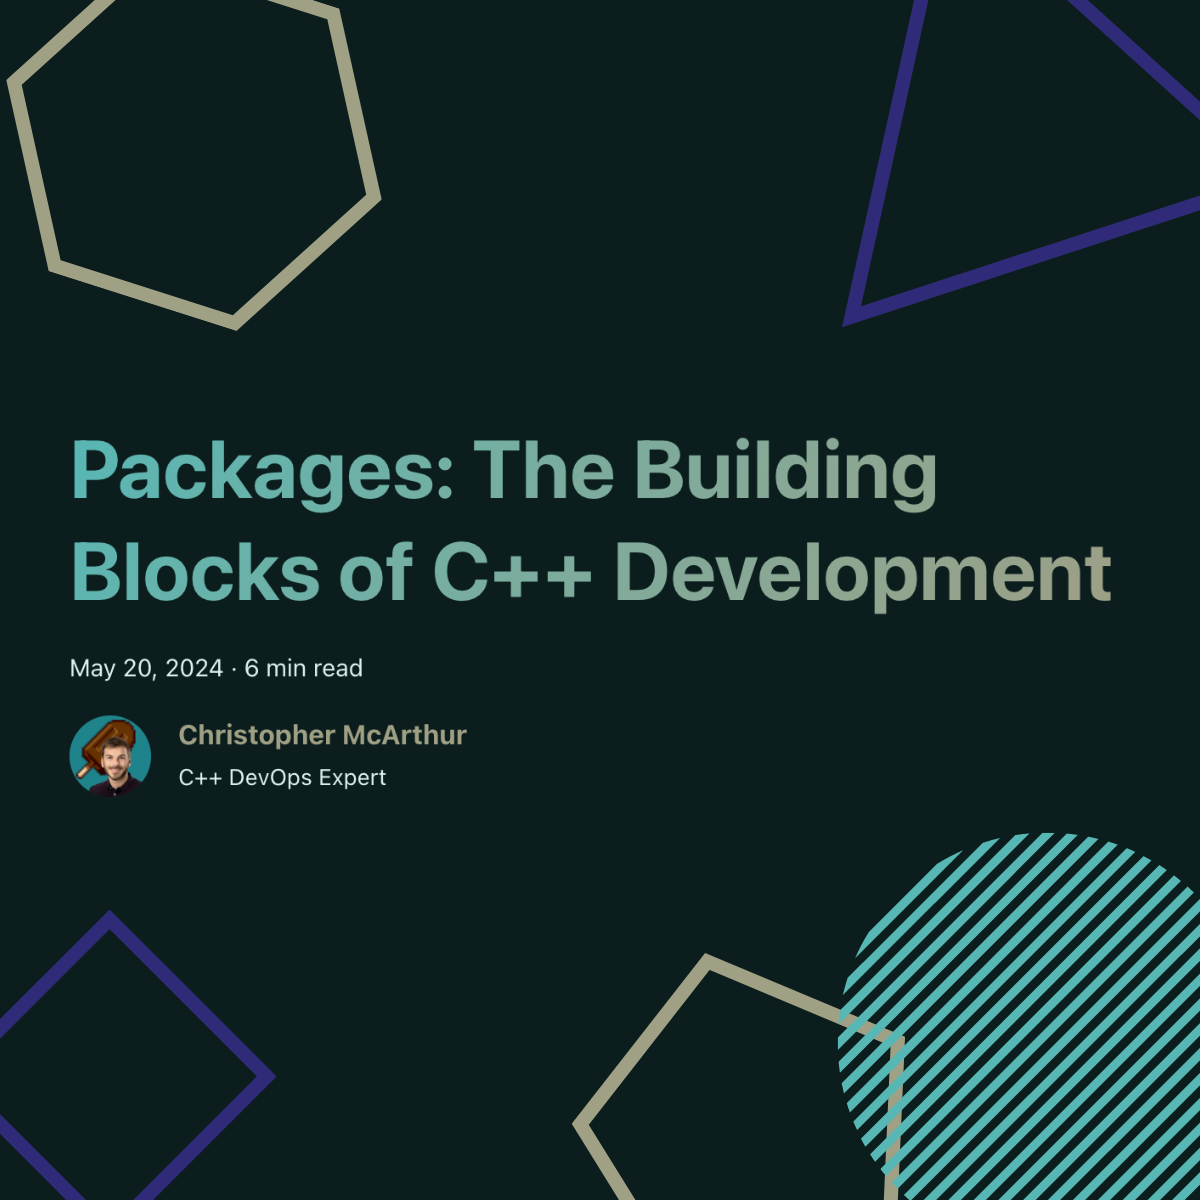 Packages: The Building
Blocks of C++ Development
May 20, 2024 · 6 min read
Christopher McArthur
C++ DevOps Expert